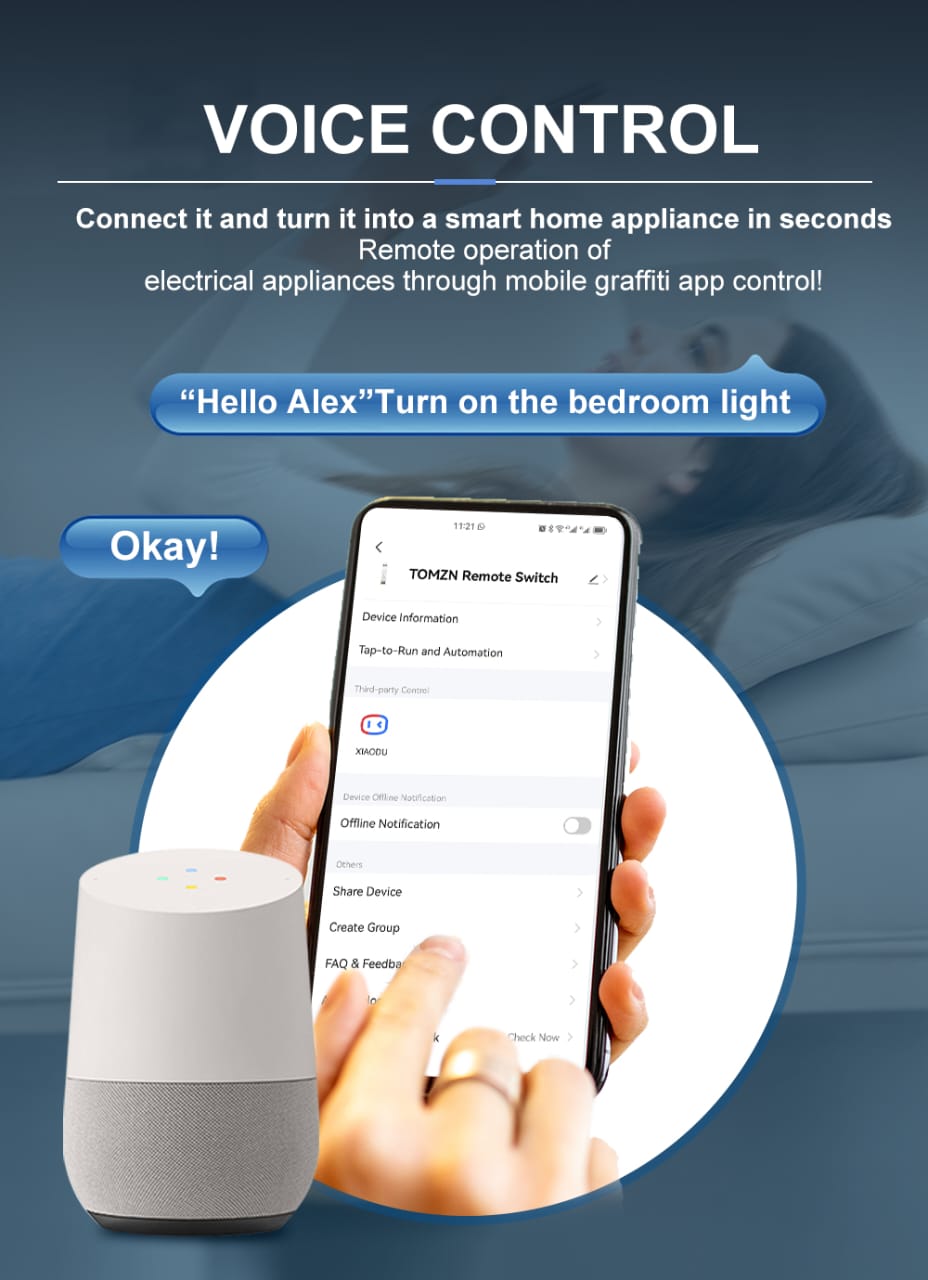 VOICE CONTROL
Connect it and turn it into a smart home appliance in seconds
Remote operation of
electrical appliances through mobile graffiti app control!
“Hello Alex”Turn on the bedroom light
Okay!
11:21
TOMZN Remote Switch
Device Information
Tap-to-Run and Automation
Third-party Control
XIAODU
Device Offline Notification
Offline Notification
Others
Share Device
Create Group
FAQ & Feedba
Check Now